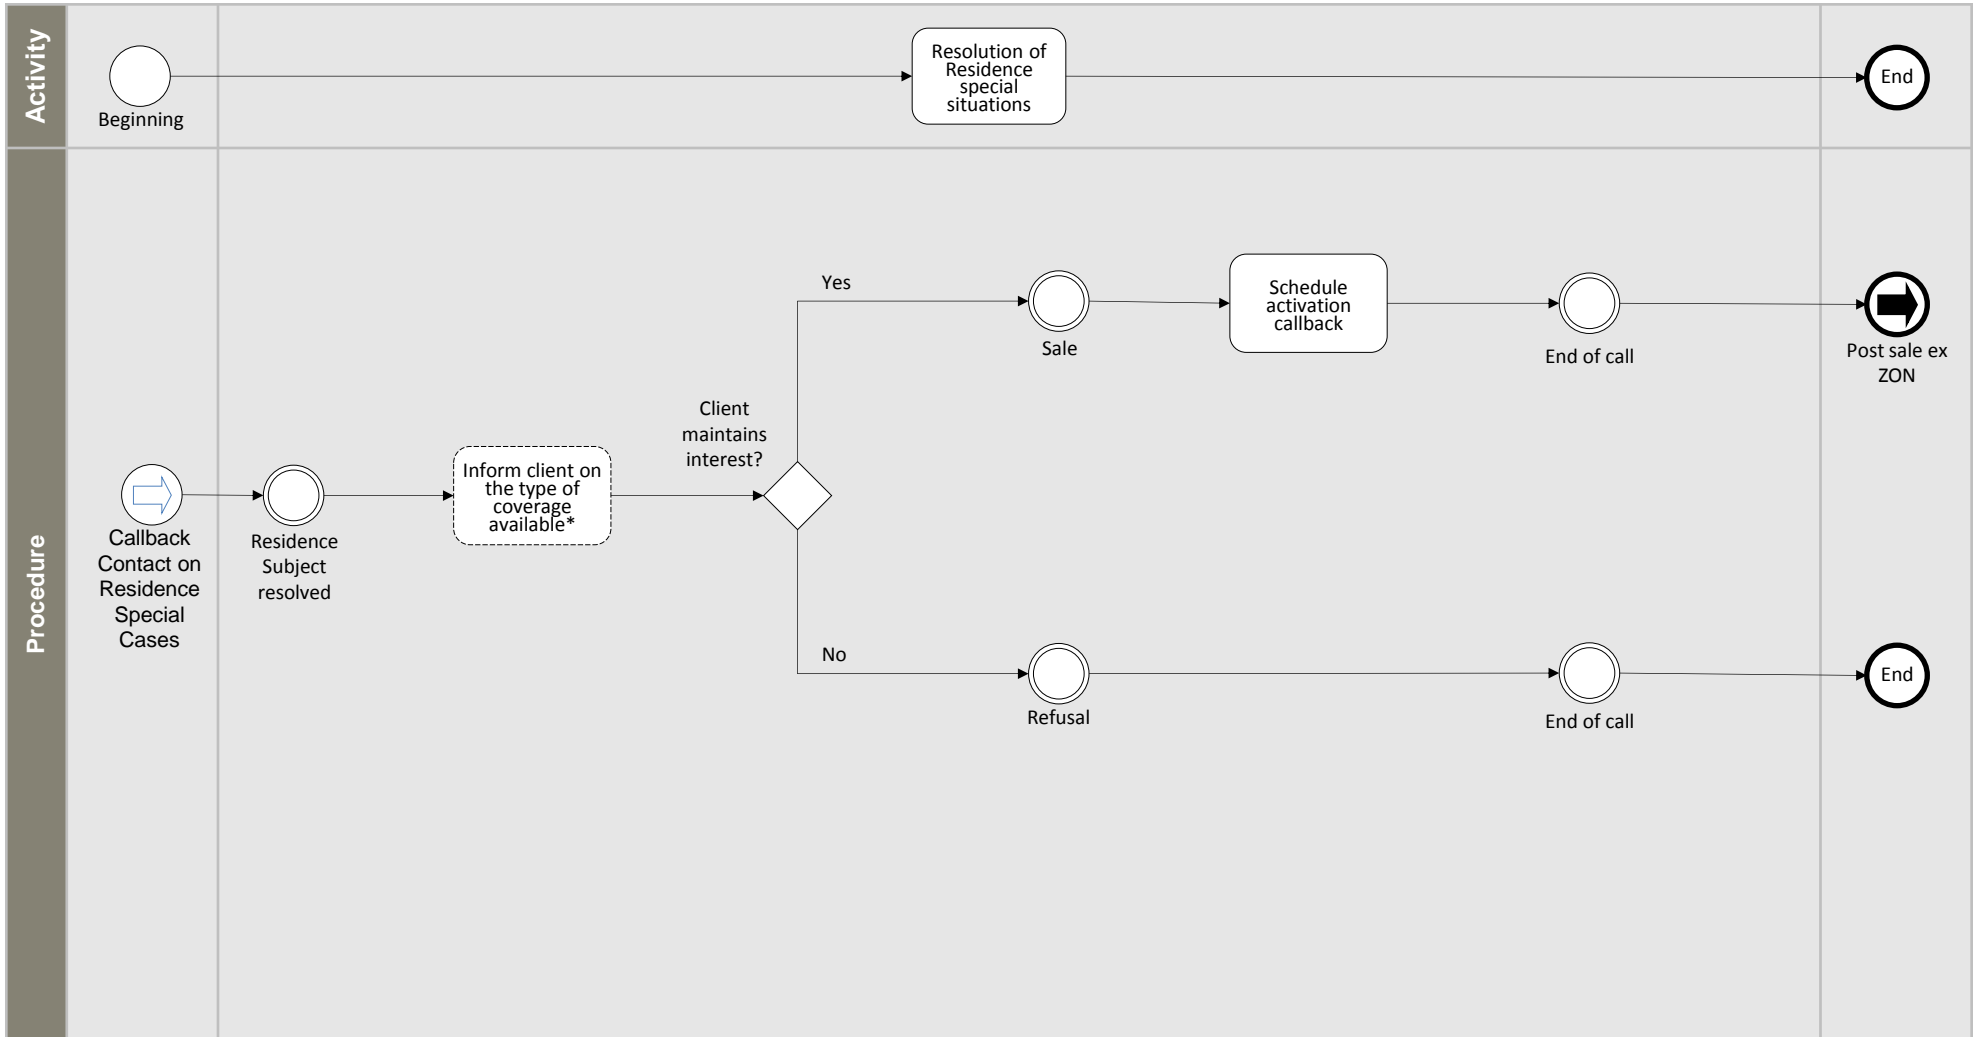 Activity
Beginning
Resolution of
Residence
special
situations
End
Procedure
Callback
Contact on
Residence
Special
Cases
Residence
Subject
resolved
Inform client on
the type of
coverage
available*
Client
maintains
interest?
Yes
Sale
Schedule
activation
callback
End of call
Post sale ex
ZON
No
Refusal
End of call
End